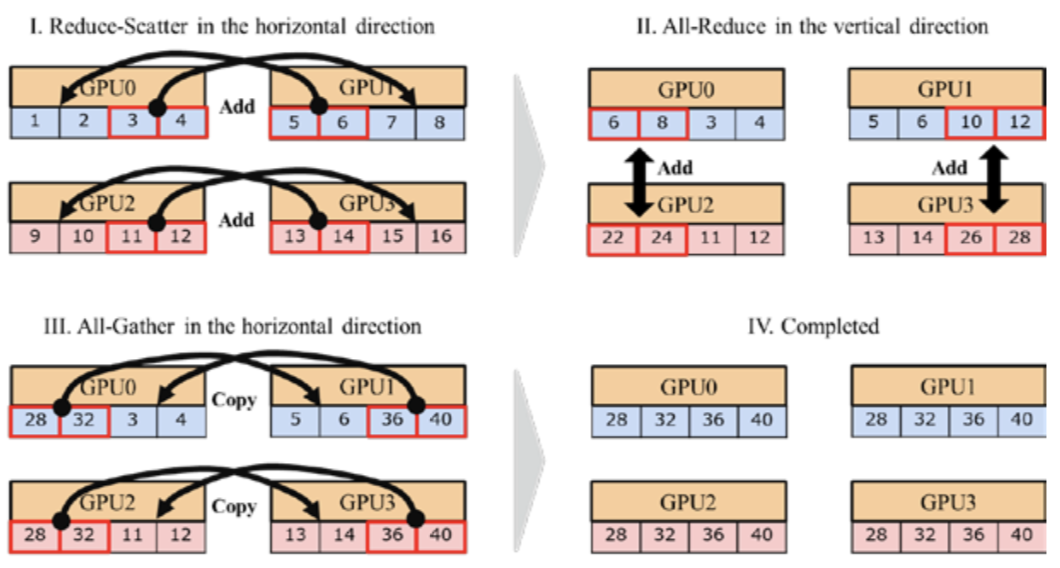 I. Reduce-Scatter in the horizontal direction
GPU0
1 2 3 4
Add
GPU1
5 6 7 8
GPU2
9 10 11 12
Add
GPU3
13 14 15 16
II. All-Reduce in the vertical direction
GPU0
6 8 3 4
GPU1
5 6 10 12
Add
Add
GPU2
22 24 11 12
GPU3
13 14 26 28
III. All-Gather in the horizontal direction
GPU0
28 32 3 4
Copy
GPU1
5 6 36 40
GPU2
28 32 11 12
Copy
GPU3
13 14 36 40
IV. Completed
GPU0
28 32 36 40
GPU1
28 32 36 40
GPU2
28 32 36 40
GPU3
28 32 36 40